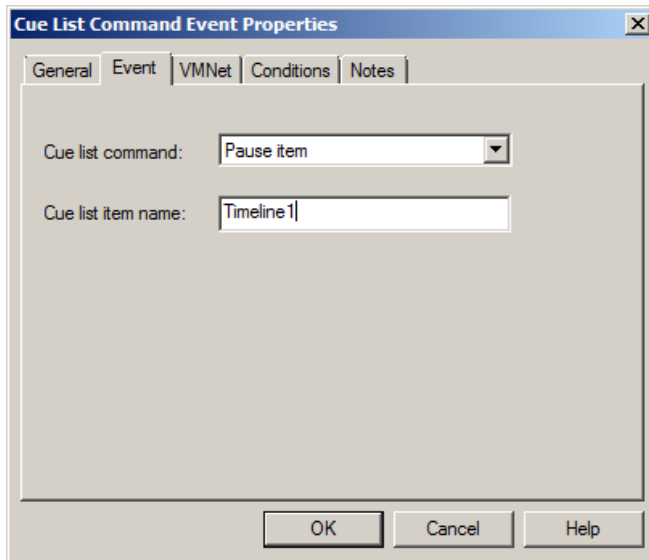 Cue List Command Event Properties
General Event VMNet Conditions Notes
Cue list command: Pause item
Cue list item name: Timeline1
OK Cancel Help